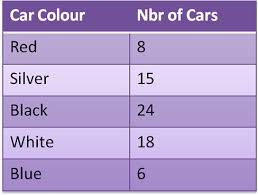 Car Colour Nbr of Cars
Red 8
Silver 15
Black 24
White 18
Blue 6